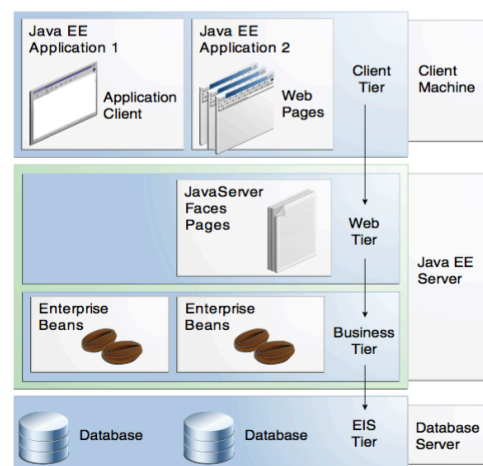 Java EE
Application 1
Application
Client
Java EE
Application 2
Web
Pages
Client
Tier
Client
Machine
JavaServer
Faces
Pages
Web
Tier
Java EE
Server
Enterprise
Beans
Enterprise
Beans
Business
Tier
Database
Database
EIS
Tier
Database
Server